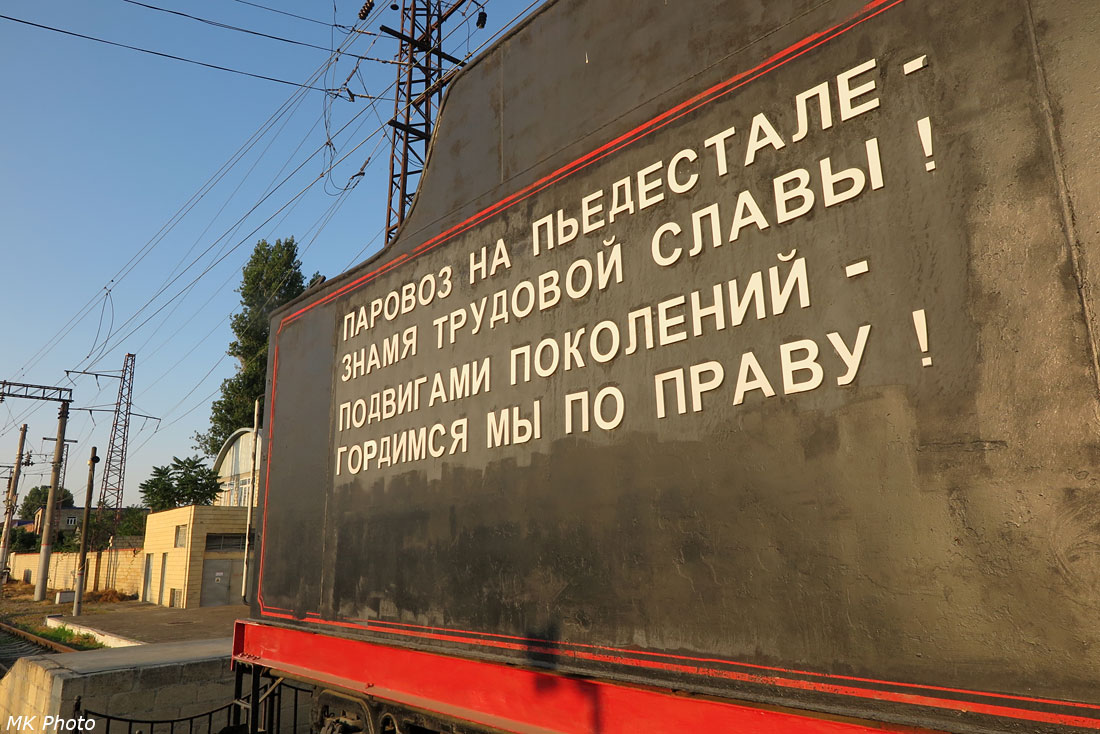 ПАРОВОЗ НА ПЬЕДЕСТАЛЕ -
ЗНАМЯ ТРУДОВОЙ СЛАВЫ !
ПОДВИГАМИ ПОКОЛЕНИЙ -
ГОРДИМСЯ МЫ ПО ПРАВУ !
MK Photo